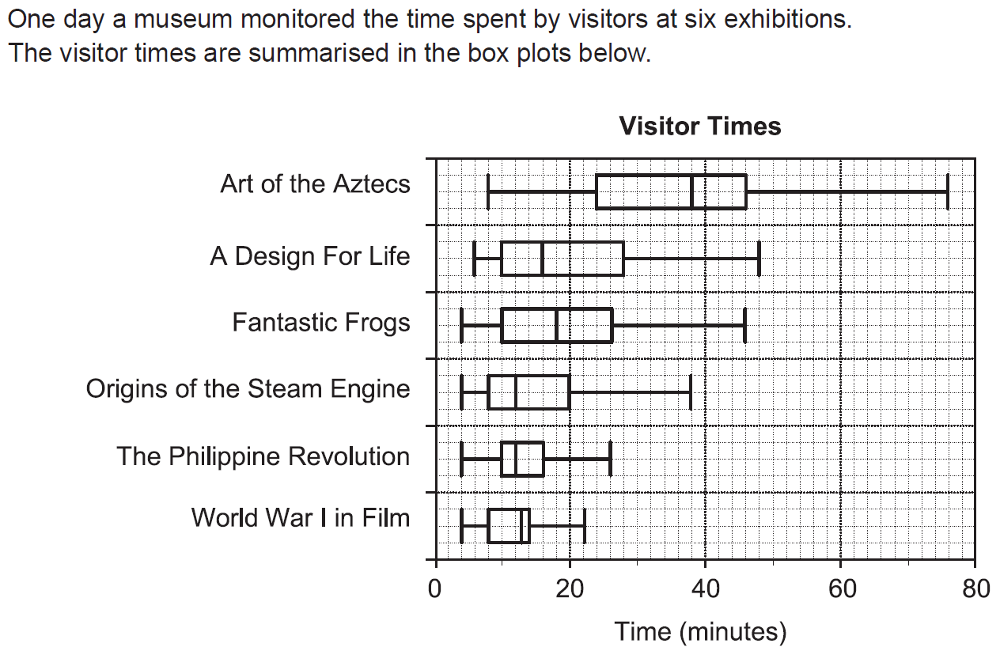 One day a museum monitored the time spent by visitors at six exhibitions.
The visitor times are summarised in the box plots below.
Visitor Times
Art of the Aztecs
A Design For Life
Fantastic Frogs
Origins of the Steam Engine
The Philippine Revolution
World War I in Film
0 20 40 60 80
Time (minutes)